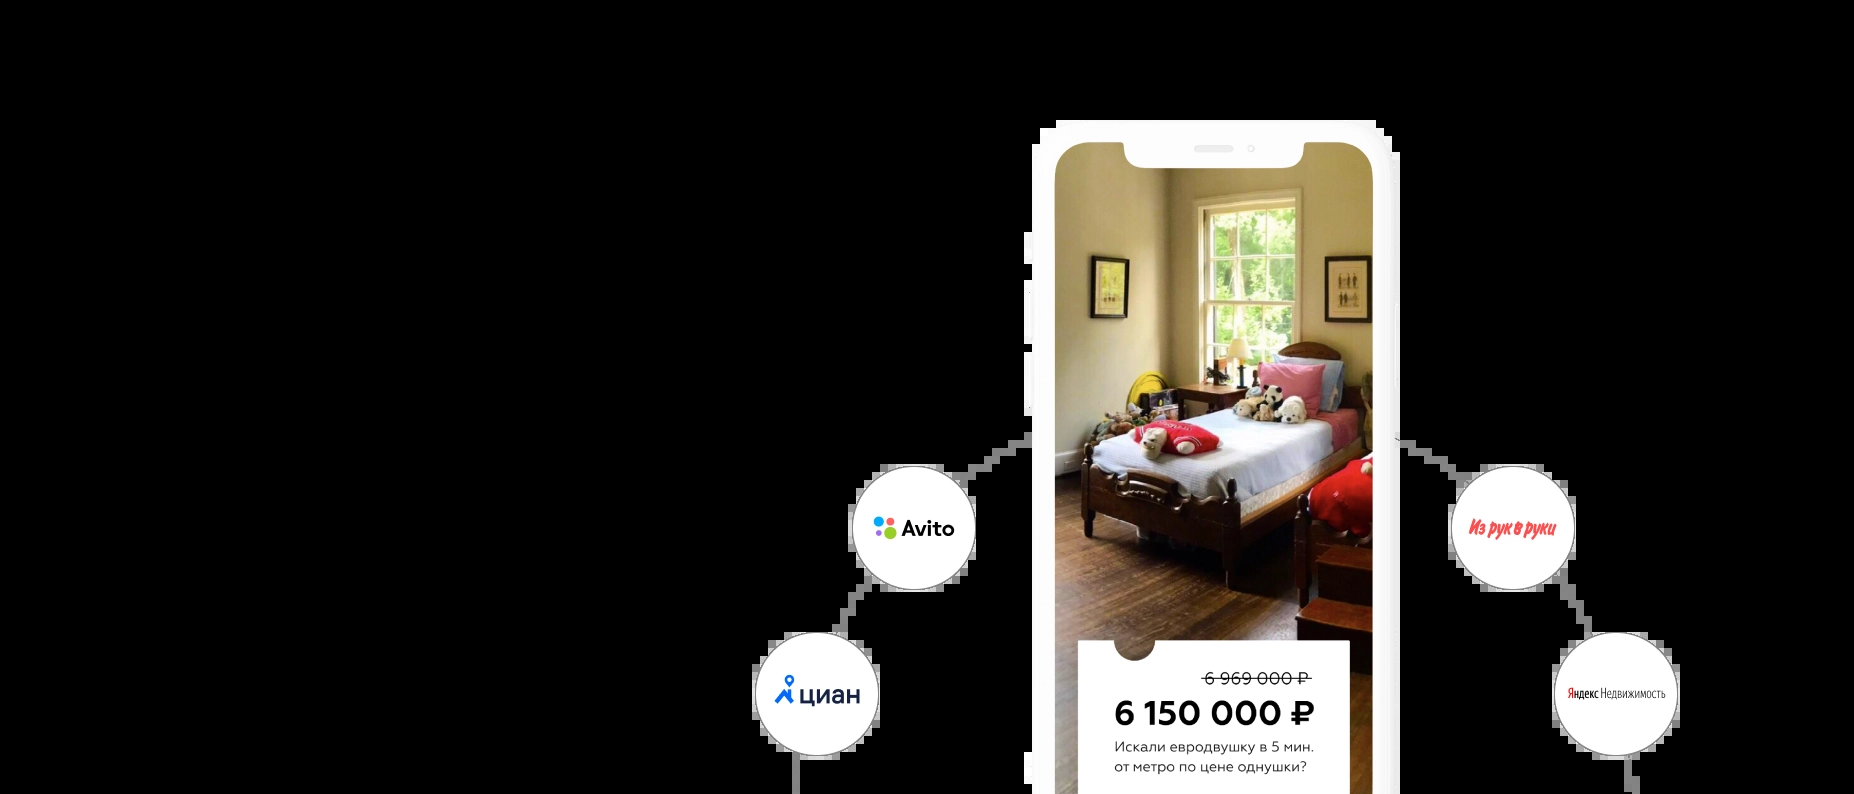 Avito
Из рук в руки
циан
Яндекс Недвижимость
6 969 000 ₽
6 150 000 ₽
Искали евродвушку в 5 мин.
от метро по цене однушки?